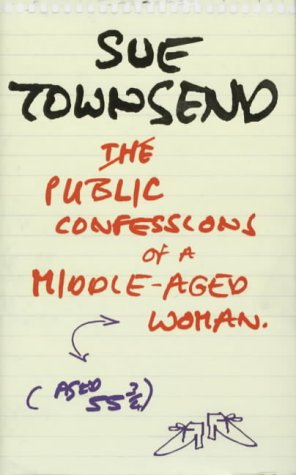 SUE
TOWNSEND
THE
PUBLIC
CONFESSIONS
OF A
MIDDLE-AGED
WOMAN.
(AGED
55 3/4)